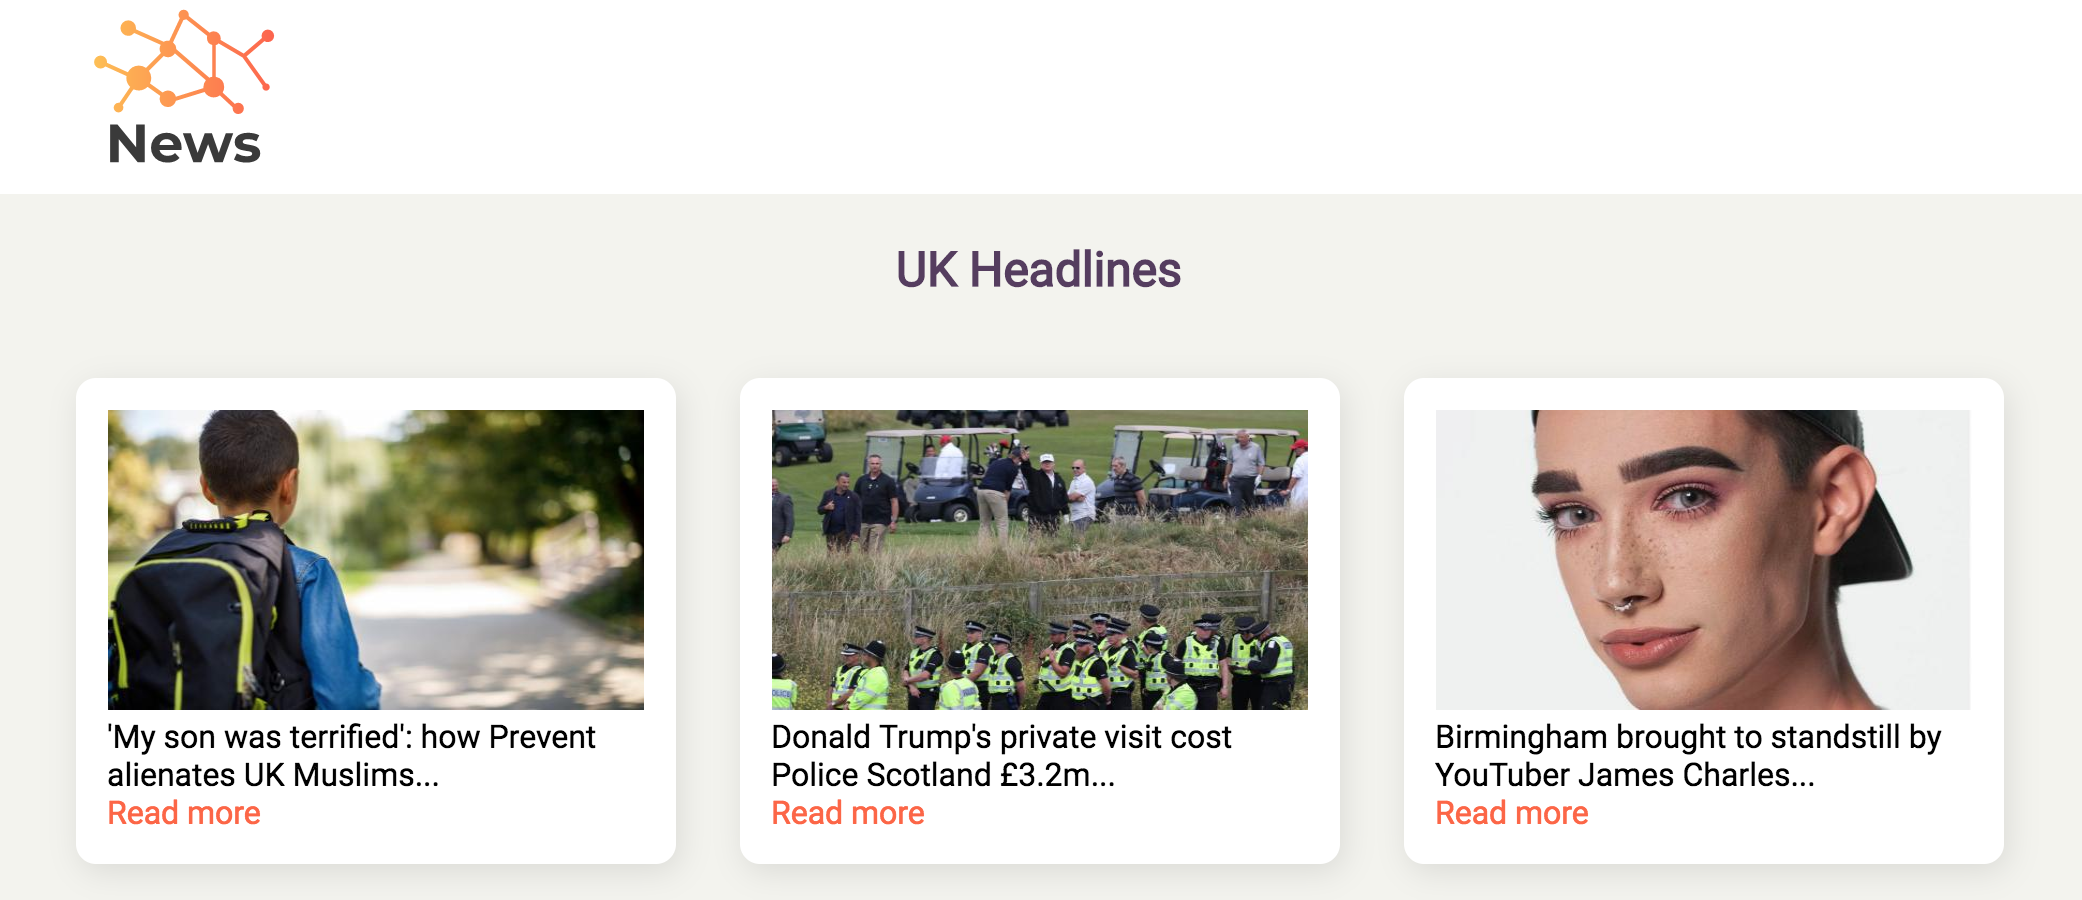 News
UK Headlines
'My son was terrified': how Prevent
alienates UK Muslims...
Read more
Donald Trump's private visit cost
Police Scotland £3.2m...
Read more
Birmingham brought to standstill by
YouTuber James Charles...
Read more
POLICE